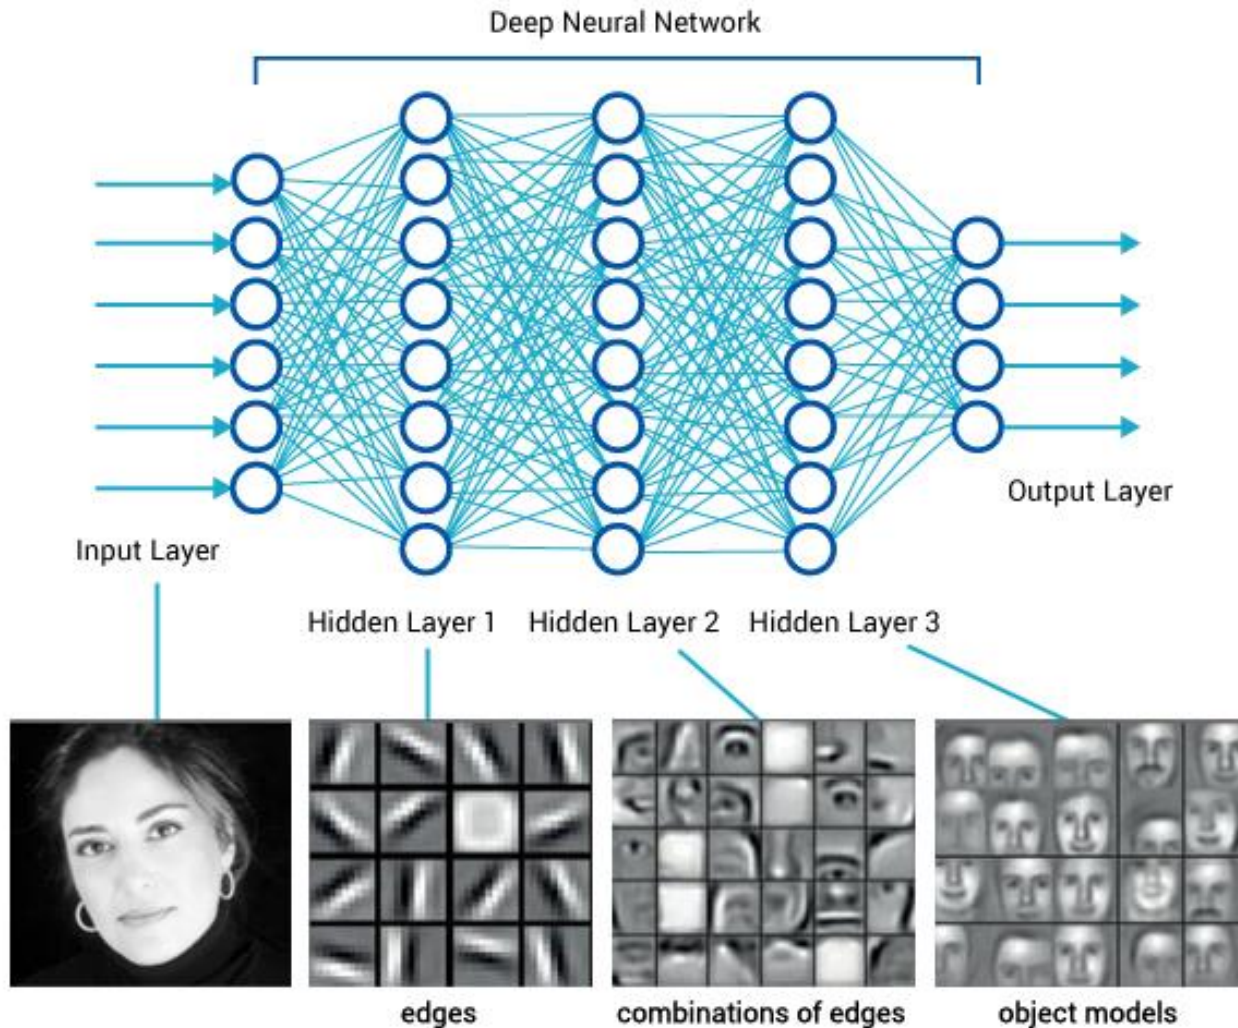 Deep Neural Network
Output Layer
Input Layer
Hidden Layer 1 Hidden Layer 2 Hidden Layer 3
edges combinations of edges object models